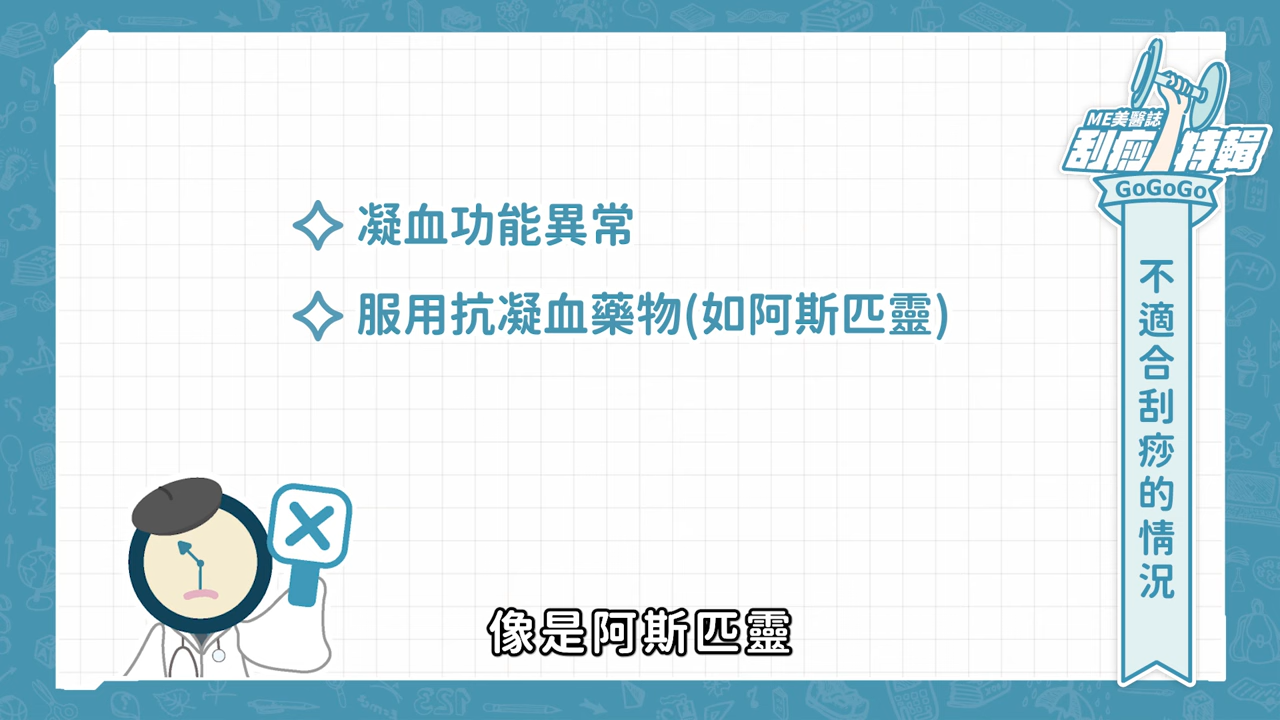 ME美醫誌
刮痧特輯
GoGoGo
不適合刮痧的情況
凝血功能異常
服用抗凝血藥物(如阿斯匹靈)
像是阿斯匹靈